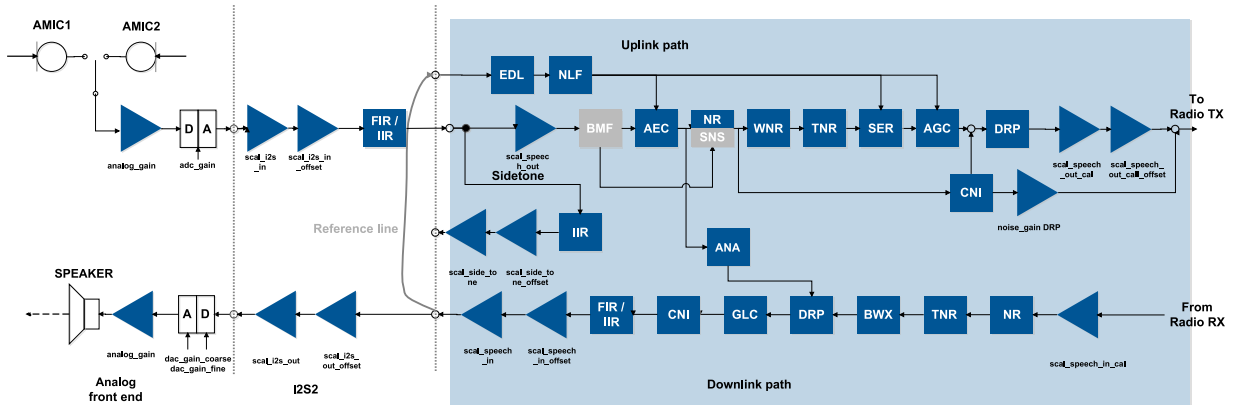 AMIC1
AMIC2
analog_gain
D A
adc_gain
scal_i2s
_in
scal_i2s_in
_offset
FIR /
IIR
Uplink path
EDL
NLF
scal_speec
h_out
BMF
AEC
NR
SNS
WNR
TNR
SER
AGC
DRP
scal_speech
_out_cal
scal_speech_
out_call_offset
To
Radio TX
CNI
noise_gain DRP
Sidetone
IIR
scal_side_to
ne
scal_side_to
ne_offset
Reference line
ANA
SPEAKER
analog_gain
A D
dac_gain_coarse
dac_gain_fine
scal_i2s_out
scal_i2s_
out_offset
scal_speech
_in
scal_speech
_in_offset
FIR /
IIR
CNI
GLC
DRP
BWX
TNR
NR
scal_speech_in_cal
From
Radio RX
Analog
front end
I2S2
Downlink path